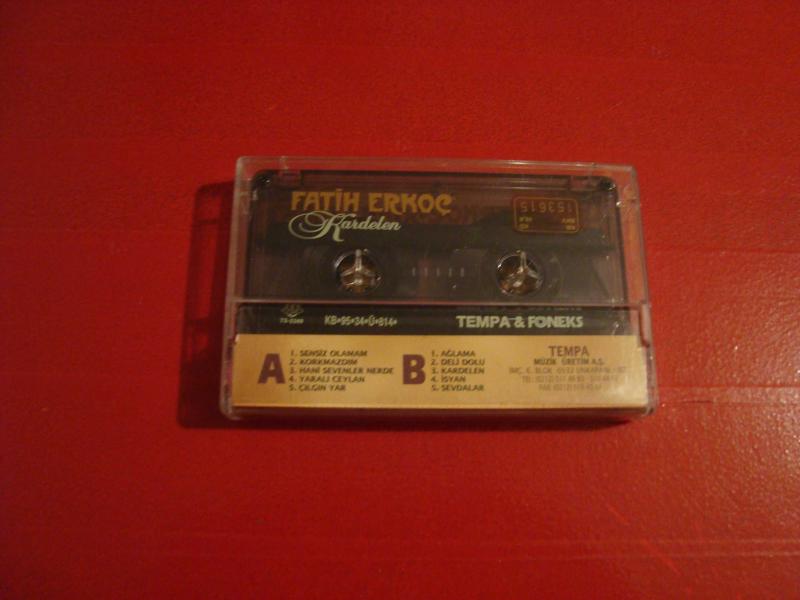 FATİH ERKOÇ
Kardelen
153615
KB•95•34•Ü•814•
TEMPA & FONEKS
A
1. SENSİZ OLAMAM
2. KORKMAZDIM
3. HANİ SEVENLER NERDE
4. YARALI CEYLAN
5. ÇILGIN YAR
B
1. AĞLAMA
2. DELİ DOLU
3. KARDELEN
4. İSYAN
5. SEVDALAR
TEMPA
MÜZİK ÜRETİM A.Ş.